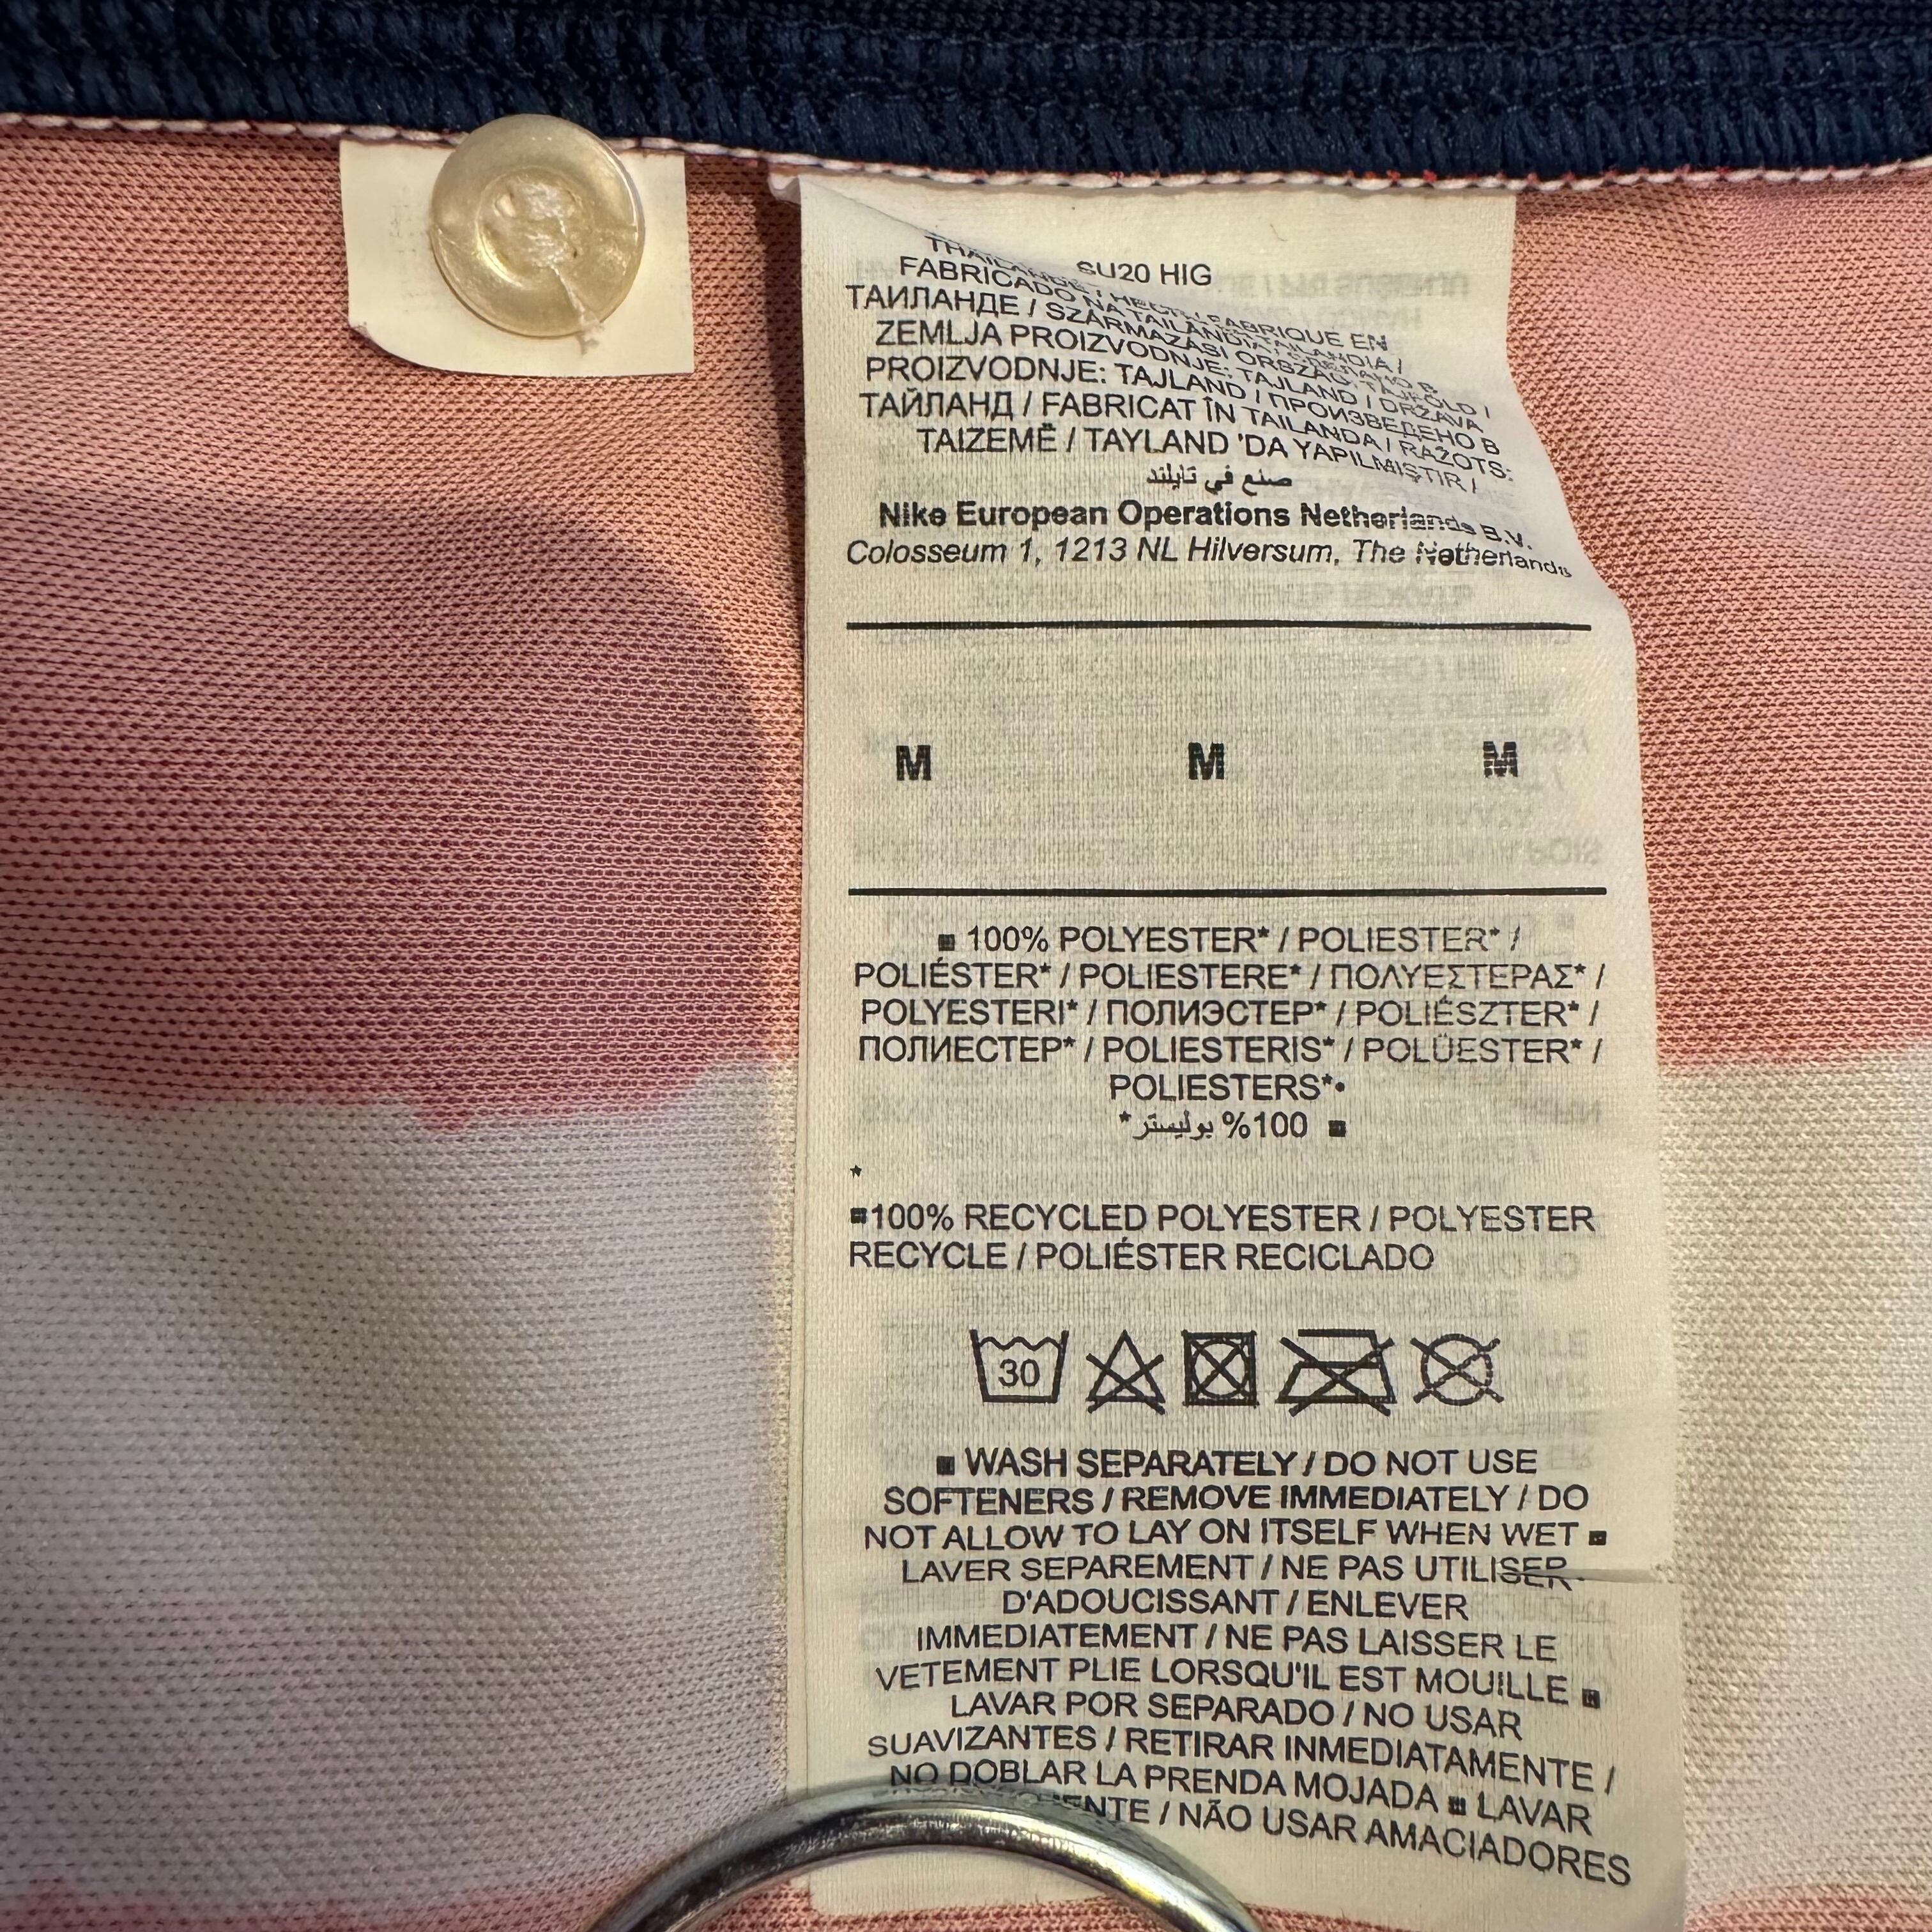 SU20 HIG
FABRIQUE EN
FABRICADO NA TAILÂNDIA
ТАИЛАНДЕ / SZÁRMAZÁSI ORSZÁG:
ZEMLJA PROIZVODNJE: TAJLAND / DRŽAVA
PROIZVODNJE: TAJLAND / ПРОИЗВЕДЕНО В
ТАЙЛАНД / FABRICAT ÎN TAILANDA / RAŽOTS:
TAIZEMĒ / TAYLAND 'DA YAPILMIŞTIR /
صنع في تايلند
Nike European Operations Netherlands B.V.
Colosseum 1, 1213 NL Hilversum, The Netherlands
M M M
■ 100% POLYESTER* / POLIESTER* /
POLIÉSTER* / POLIESTERE* / ΠΟΛΥΕΣΤΕΡΑΣ* /
POLYESTERI* / ПОЛИЭСТЕР* / POLIÉSZTER* /
ПОЛИЕСТЕР* / POLIESTERIS* / POLÜESTER* /
POLIESTERS*•
■ 100% بوليستر*
*
■100% RECYCLED POLYESTER / POLYESTER
RECYCLE / POLIÉSTER RECICLADO
30
■ WASH SEPARATELY / DO NOT USE
SOFTENERS / REMOVE IMMEDIATELY / DO
NOT ALLOW TO LAY ON ITSELF WHEN WET ■
LAVER SEPAREMENT / NE PAS UTILISER
D'ADOUCISSANT / ENLEVER
IMMEDIATEMENT / NE PAS LAISSER LE
VETEMENT PLIE LORSQU'IL EST MOUILLE ■
LAVAR POR SEPARADO / NO USAR
SUAVIZANTES / RETIRAR INMEDIATAMENTE /
NO DOBLAR LA PRENDA MOJADA ■ LAVAR
/ NÃO USAR AMACIADORES